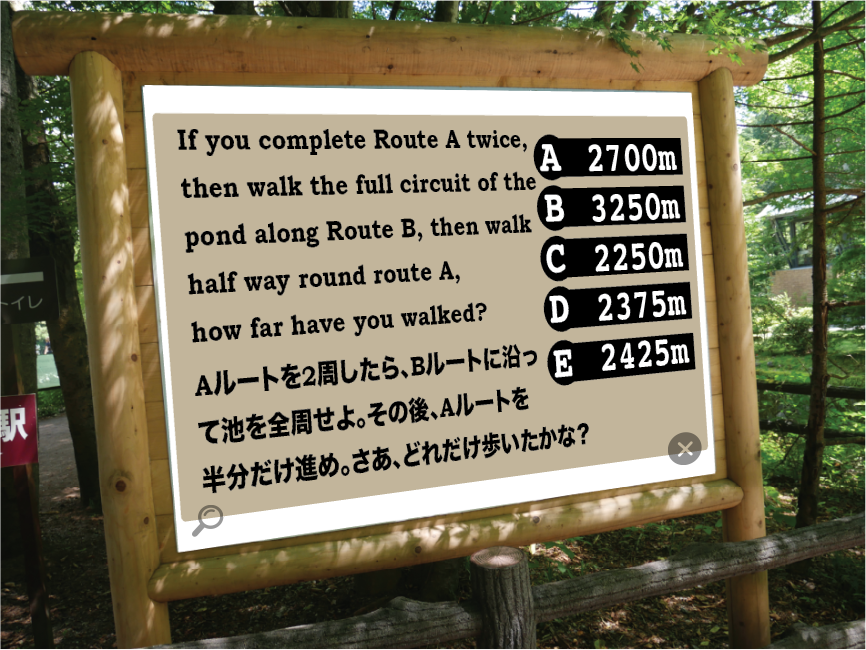 If you complete Route A twice,
then walk the full circuit of the
pond along Route B, then walk
half way round route A,
how far have you walked?
Aルートを2周したら、Bルートに沿っ
て池を全周せよ。その後、Aルートを
半分だけ進め。さあ、どれだけ歩いたかな?
A 2700m
B 3250m
C 2250m
D 2375m
E 2425m
イレ
駅